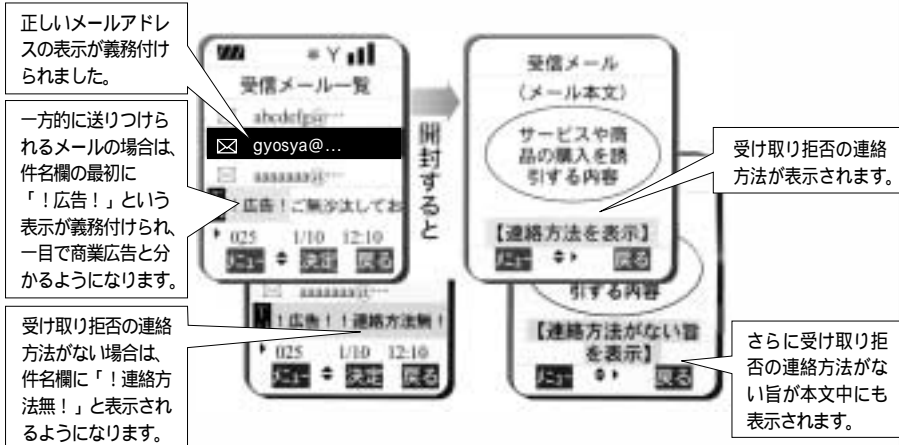 正しいメールアドレ
スの表示が義務付け
られました。
一方的に送りつけら
れるメールの場合は、
件名欄の最初に
「！広告！」という
表示が義務付けられ、
一目で商業広告と分
かるようになります。
受け取り拒否の連絡
方法がない場合は、
件名欄に「！連絡方
法無！」と表示され
るようになります。
受信メール一覧
abcdefg@…
gyosya@…
aaaaaaa@…
広告！ご無沙汰してお
025 1/10 12:10
メニュー 決定 戻る
aaaaaaa@…
！広告！！連絡方法無！
025 1/10 12:10
メニュー 決定 戻る
開封すると
受信メール
（メール本文）
サービスや商
品の購入を誘
引する内容
【連絡方法を表示】
メニュー 戻る
引する内容
【連絡方法がない旨
を表示】
メニュー 戻る
受け取り拒否の連絡
方法が表示されます。
さらに受け取り拒
否の連絡方法がな
い旨が本文中にも
表示されます。